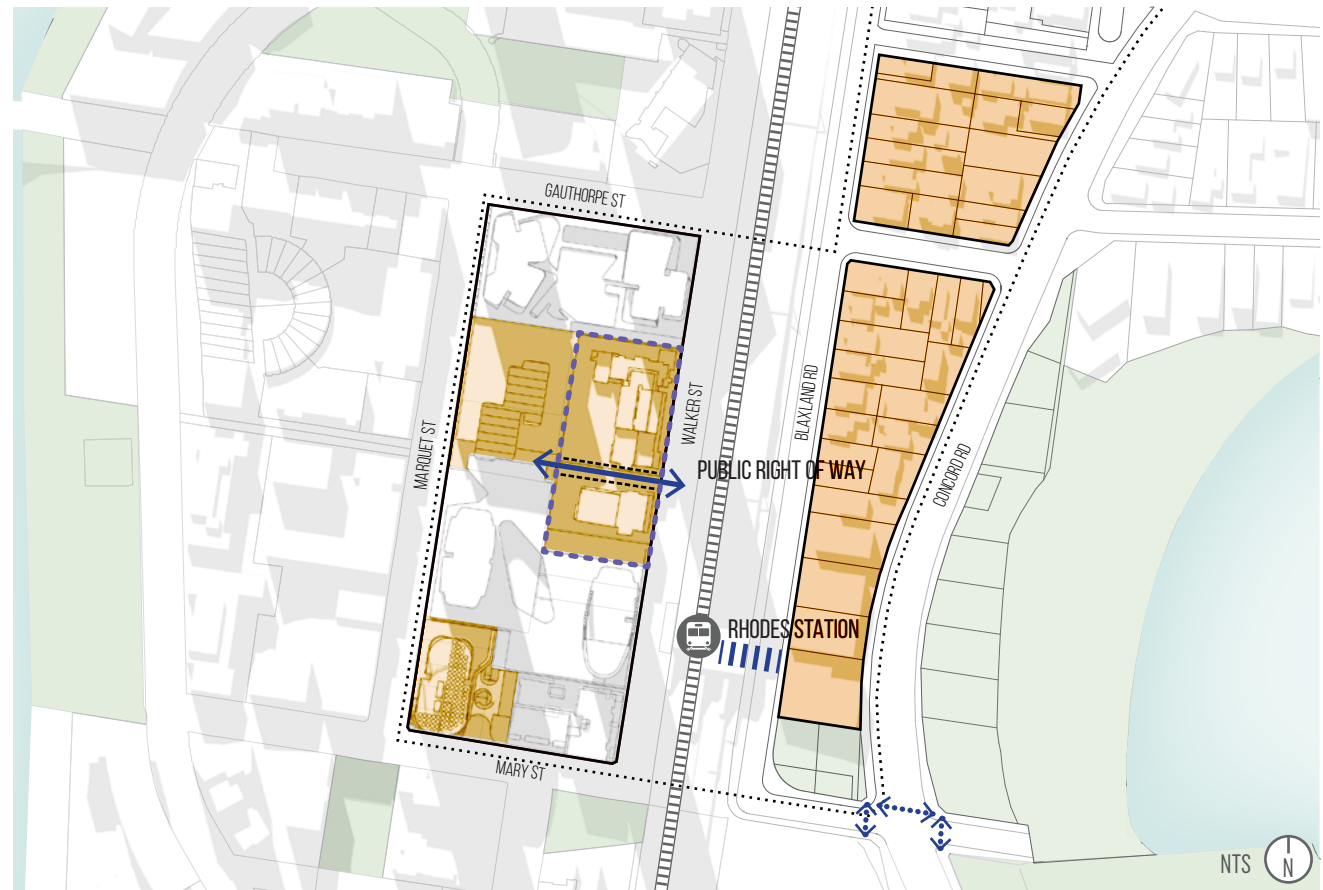 GAUTHORPE ST
MARQUET ST
WALKER ST
BLAXLAND RD
PUBLIC RIGHT OF WAY
CONCORD RD
RHODES STATION
MARY ST
NTS
N